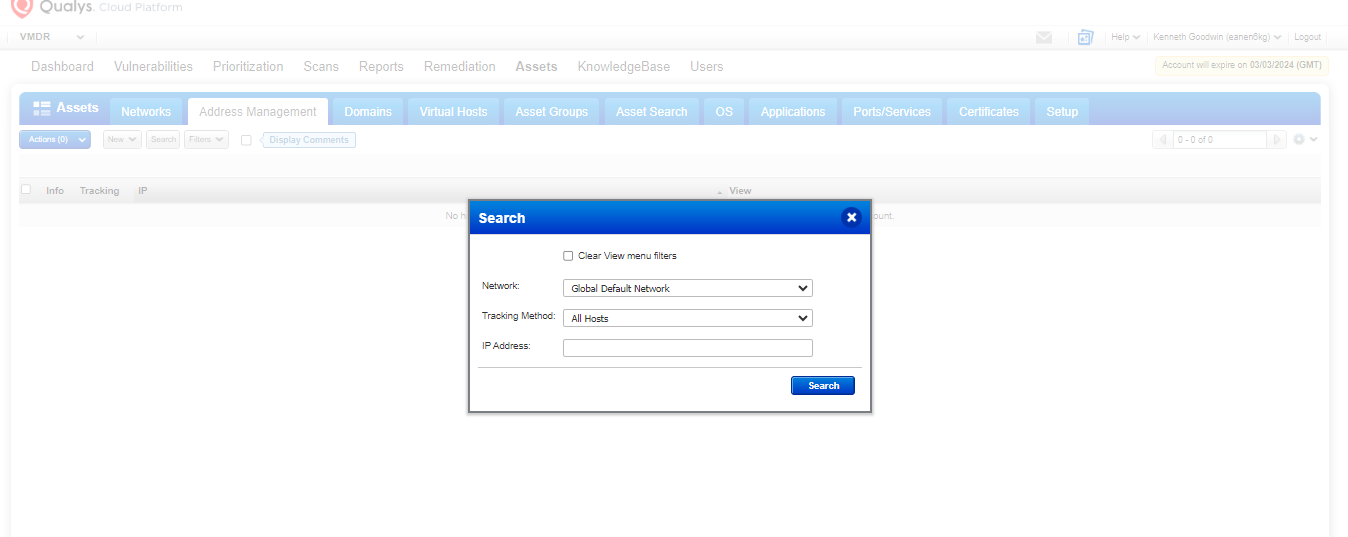 Qualys. Cloud Platform
VMDR
Help
Kenneth Goodwin (eanen6kg)
Logout
Dashboard Vulnerabilities Prioritization Scans Reports Remediation Assets KnowledgeBase Users
Account will expire on 03/03/2024 (GMT)
Assets Networks Address Management Domains Virtual Hosts Asset Groups Asset Search OS Applications Ports/Services Certificates Setup
Actions (0) New Search Filters Display Comments 0 - 0 of 0
Info Tracking IP View
No
Search
Clear View menu filters
Network: Global Default Network
Tracking Method: All Hosts
IP Address:
Search